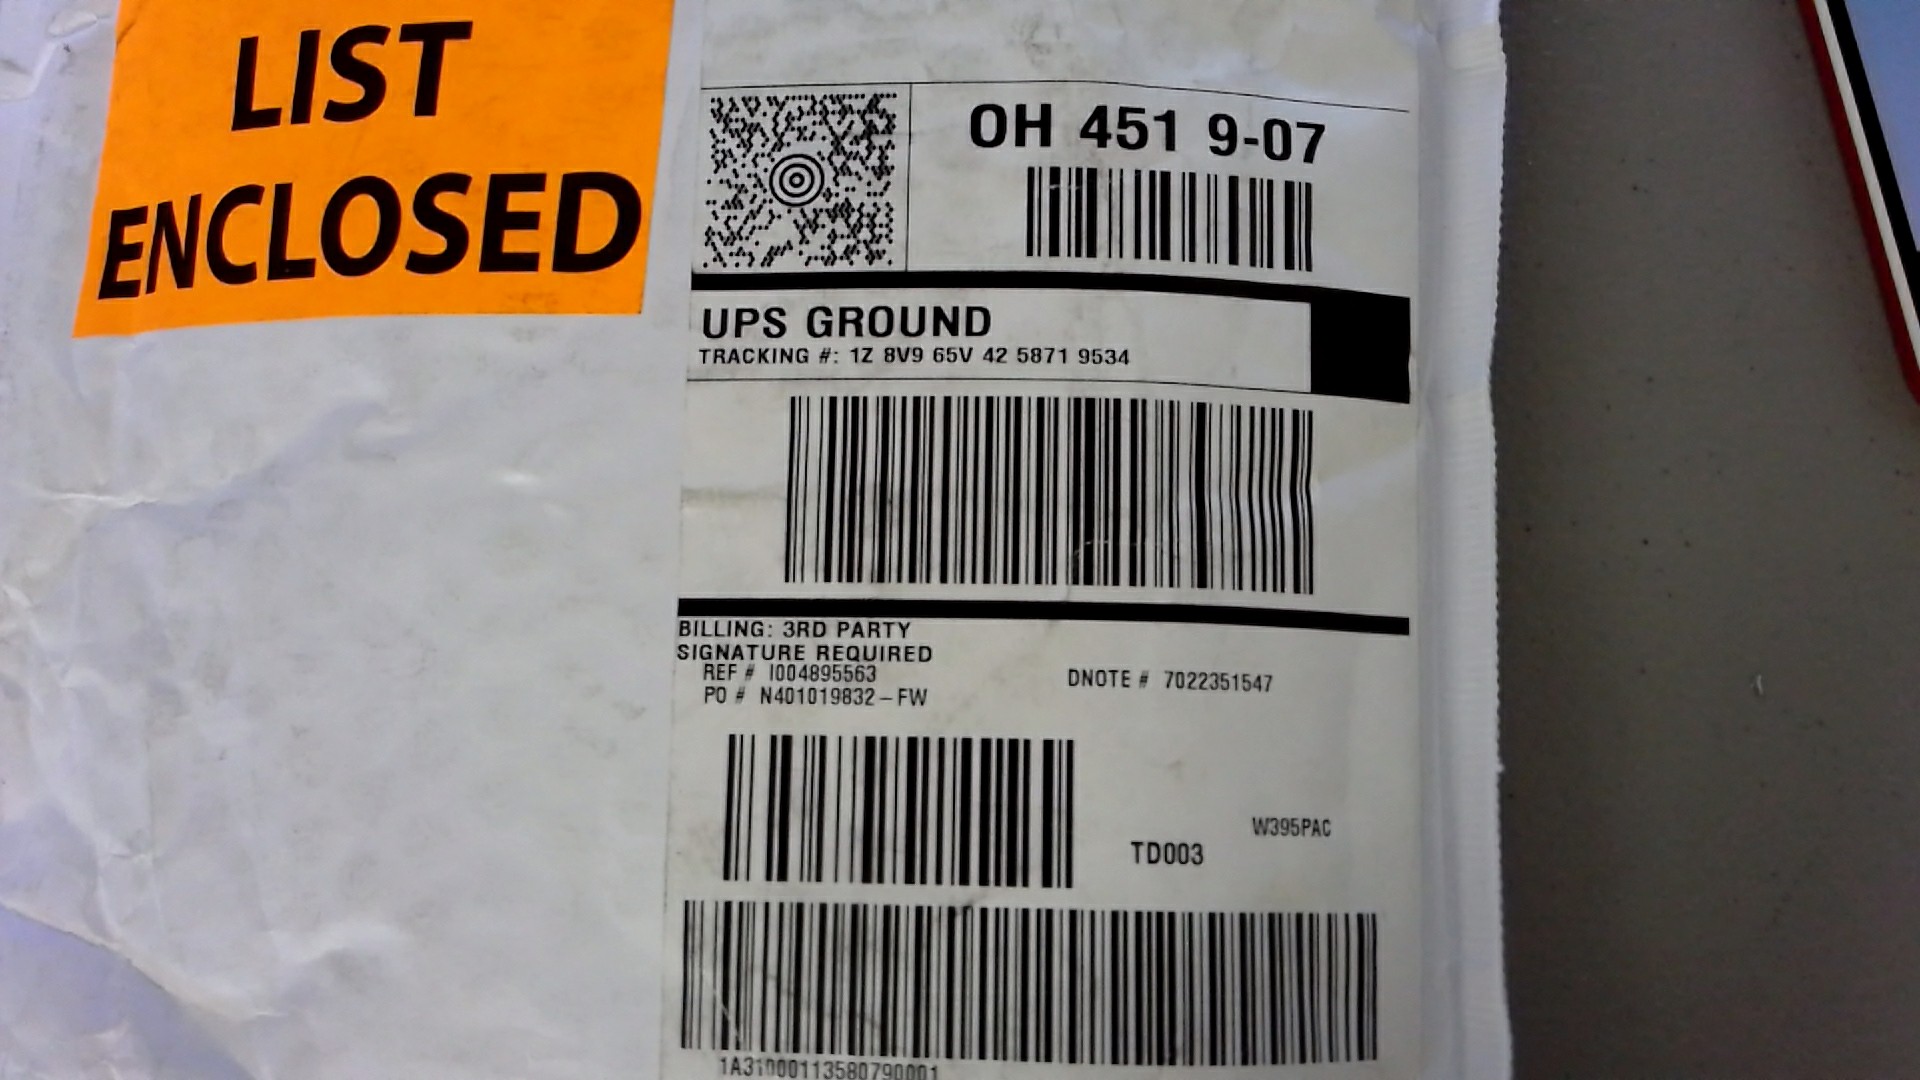 LIST
ENCLOSED
OH 451 9-07
UPS GROUND
TRACKING #: 1Z 8V9 65V 42 5871 9534
BILLING: 3RD PARTY
SIGNATURE REQUIRED
REF # I004895563
DNOTE # 7022351547
PO # N401019832-FW
W395PAC
TD003
1A31000113580790001